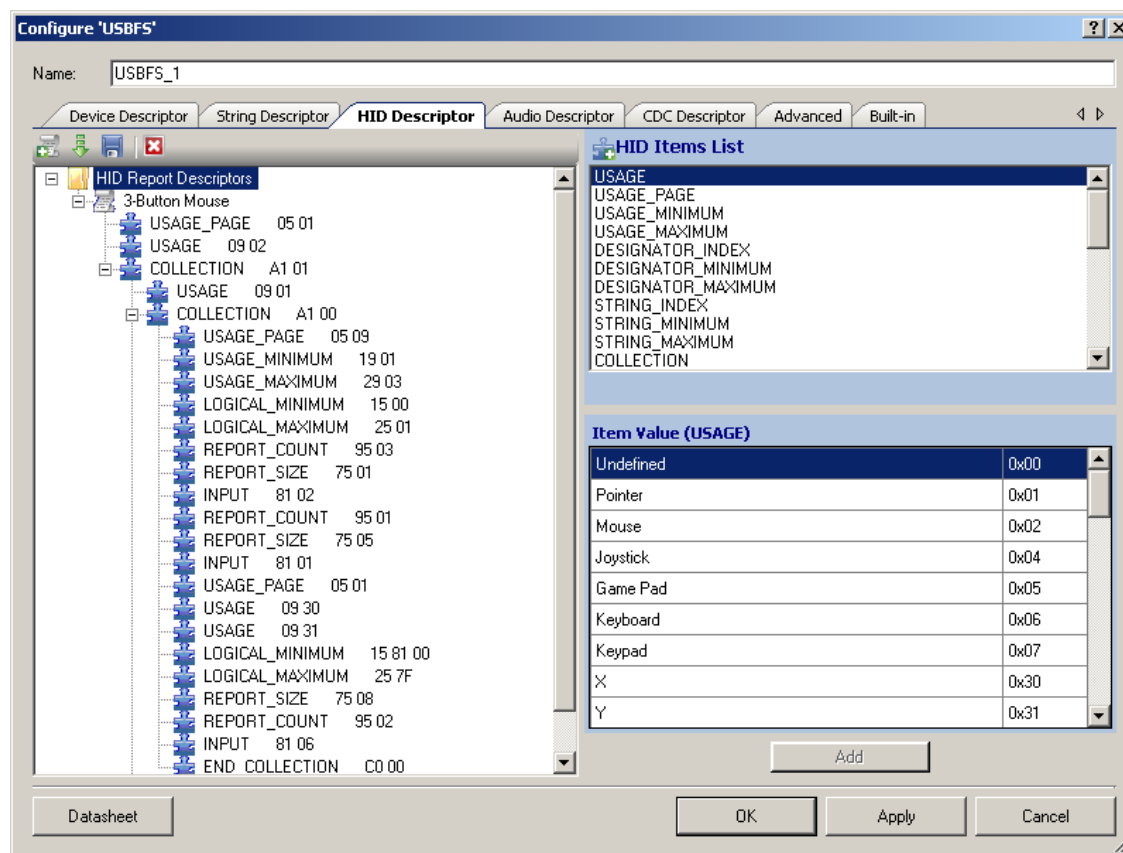 Configure 'USBFS'
Name: USBFS_1
Device Descriptor String Descriptor HID Descriptor Audio Descriptor CDC Descriptor Advanced Built-in
HID Report Descriptors
3-Button Mouse
USAGE_PAGE 05 01
USAGE 09 02
COLLECTION A1 01
USAGE 09 01
COLLECTION A1 00
USAGE_PAGE 05 09
USAGE_MINIMUM 19 01
USAGE_MAXIMUM 29 03
LOGICAL_MINIMUM 15 00
LOGICAL_MAXIMUM 25 01
REPORT_COUNT 95 03
REPORT_SIZE 75 01
INPUT 81 02
REPORT_COUNT 95 01
REPORT_SIZE 75 05
INPUT 81 01
USAGE_PAGE 05 01
USAGE 09 30
USAGE 09 31
LOGICAL_MINIMUM 15 81 00
LOGICAL_MAXIMUM 25 7F
REPORT_SIZE 75 08
REPORT_COUNT 95 02
INPUT 81 06
END_COLLECTION C0 00
HID Items List
USAGE
USAGE_PAGE
USAGE_MINIMUM
USAGE_MAXIMUM
DESIGNATOR_INDEX
DESIGNATOR_MINIMUM
DESIGNATOR_MAXIMUM
STRING_INDEX
STRING_MINIMUM
STRING_MAXIMUM
COLLECTION
Item Value (USAGE)
Undefined 0x00
Pointer 0x01
Mouse 0x02
Joystick 0x04
Game Pad 0x05
Keyboard 0x06
Keypad 0x07
X 0x30
Y 0x31
Add
Datasheet OK Apply Cancel